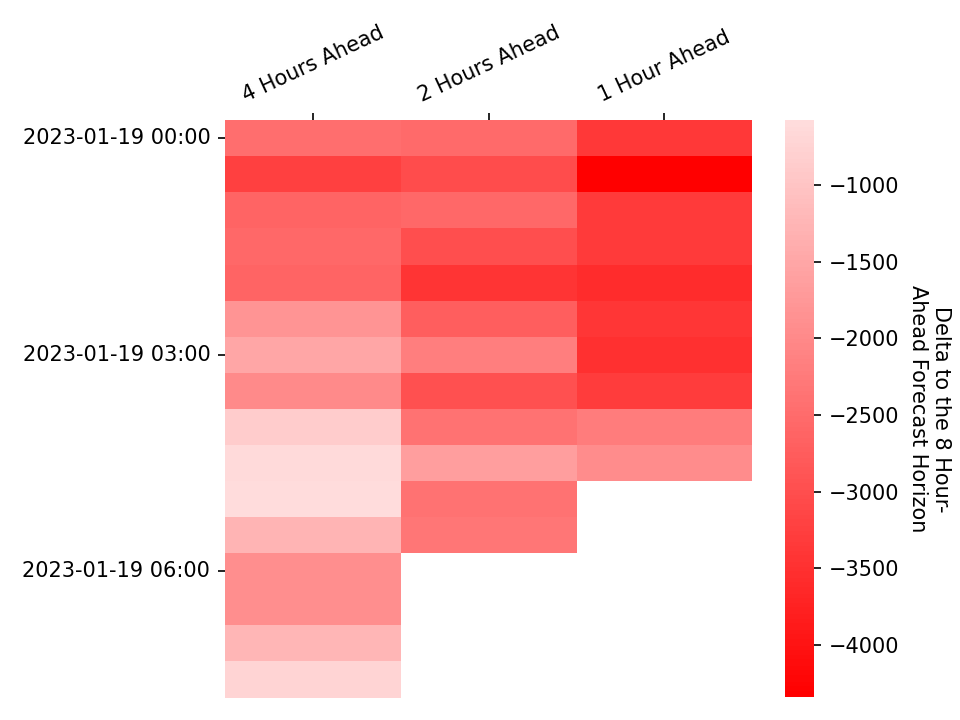 4 Hours Ahead
2 Hours Ahead
1 Hour Ahead
2023-01-19 00:00
2023-01-19 03:00
2023-01-19 06:00
−1000
−1500
−2000
−2500
−3000
−3500
−4000
Delta to the 8 Hour-
Ahead Forecast Horizon